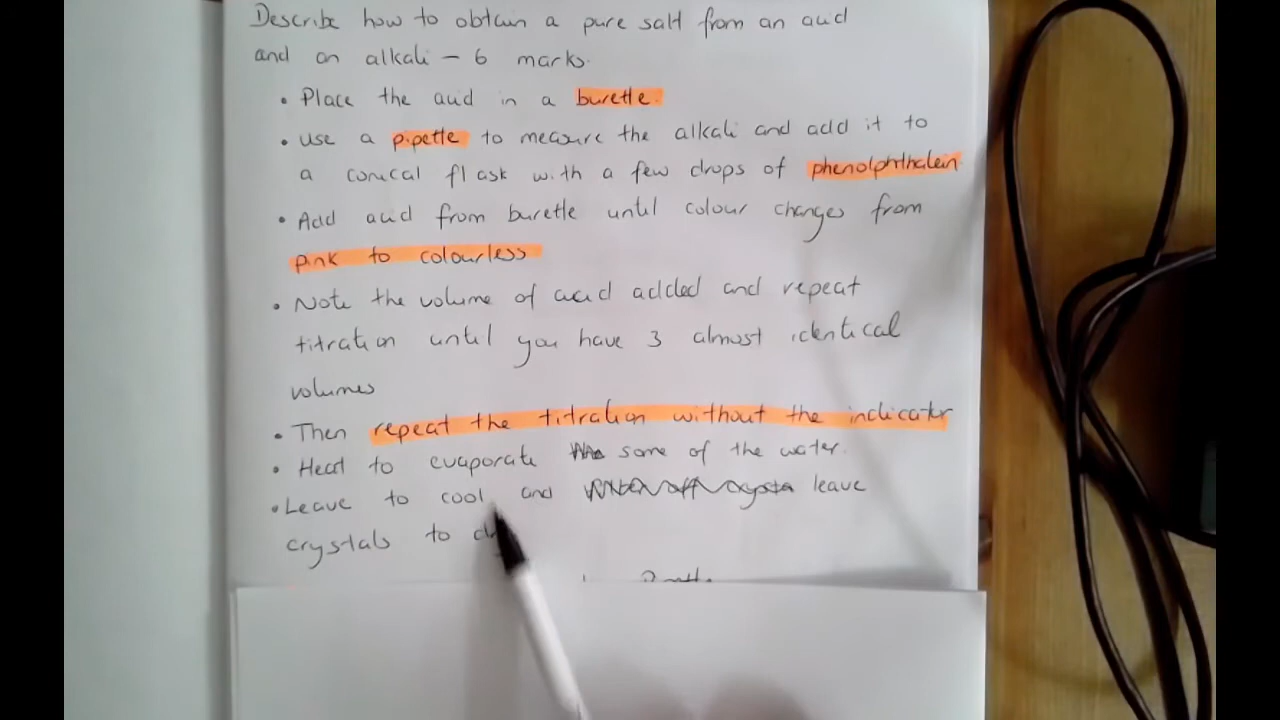 Describe how to obtain a pure salt from an acid
and an alkali - 6 marks.
• Place the acid in a burette.
• Use a pipette to measure the alkali and add it to
a conical flask with a few drops of phenolphthalein
• Add acid from burette until colour changes from
pink to colourless
• Note the volume of acid added and repeat
titration until you have 3 almost identical
volumes
• Then repeat the titration without the indicator
• Heat to evaporate some of the water.
• Leave to cool and leave
crystals to